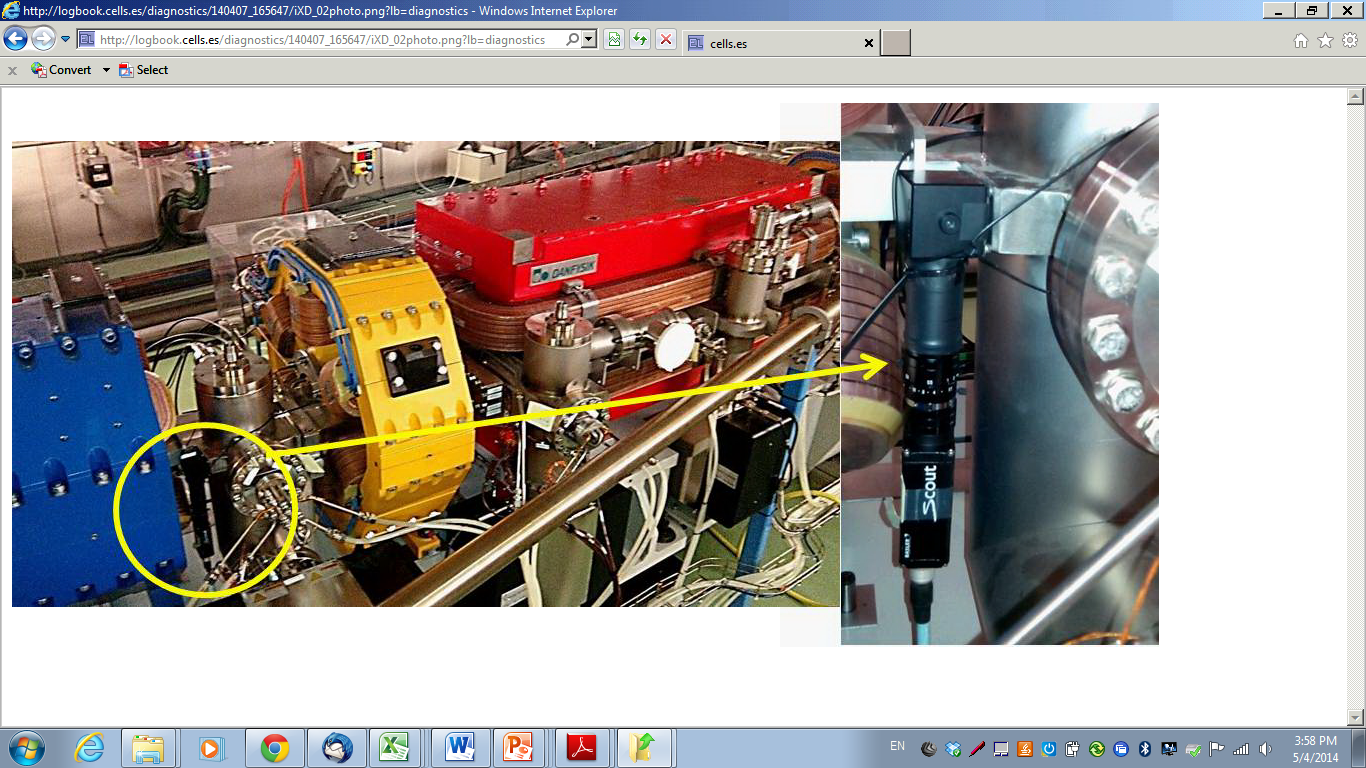 http://logbook.cells.es/diagnostics/140407_165647/iXD_02photo.png?lb=diagnostics - Windows Internet Explorer
http://logbook.cells.es/diagnostics/140407_165647/iXD_02photo.png?lb=diagnostics
cells.es
x Convert Select
DANFYSIK
Scout
BASLER
EN
3:58 PM
5/4/2014